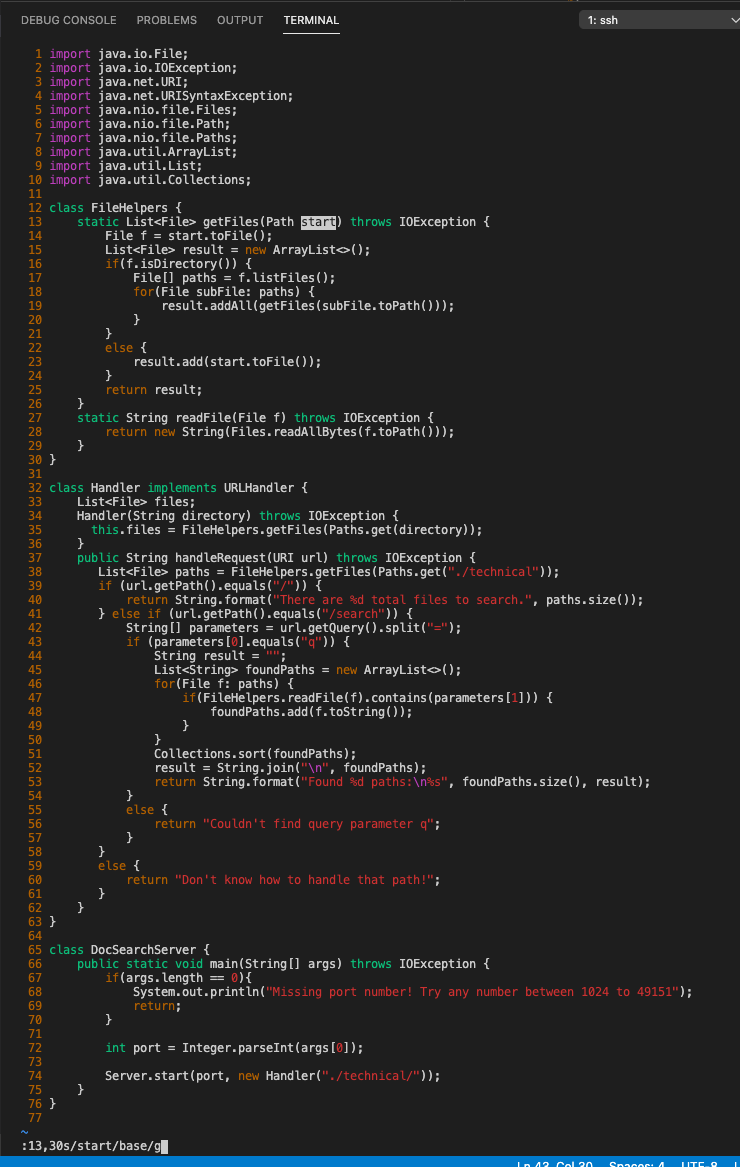 DEBUG CONSOLE PROBLEMS OUTPUT TERMINAL 1: ssh
1 import java.io.File;
2 import java.io.IOException;
3 import java.net.URI;
4 import java.net.URISyntaxException;
5 import java.nio.file.Files;
6 import java.nio.file.Path;
7 import java.nio.file.Paths;
8 import java.util.ArrayList;
9 import java.util.List;
10 import java.util.Collections;
11
12 class FileHelpers {
13     static List<File> getFiles(Path start) throws IOException {
14         File f = start.toFile();
15         List<File> result = new ArrayList<>();
16         if(f.isDirectory()) {
17             File[] paths = f.listFiles();
18             for(File subFile: paths) {
19                 result.addAll(getFiles(subFile.toPath()));
20             }
21         }
22         else {
23             result.add(start.toFile());
24         }
25         return result;
26     }
27     static String readFile(File f) throws IOException {
28         return new String(Files.readAllBytes(f.toPath()));
29     }
30 }
31
32 class Handler implements URLHandler {
33     List<File> files;
34     Handler(String directory) throws IOException {
35       this.files = FileHelpers.getFiles(Paths.get(directory));
36     }
37     public String handleRequest(URI url) throws IOException {
38        List<File> paths = FileHelpers.getFiles(Paths.get("./technical"));
39        if (url.getPath().equals("/")) {
40            return String.format("There are %d total files to search.", paths.size());
41        } else if (url.getPath().equals("/search")) {
42            String[] parameters = url.getQuery().split("=");
43            if (parameters[0].equals("q")) {
44                String result = "";
45                List<String> foundPaths = new ArrayList<>();
46                for(File f: paths) {
47                    if(FileHelpers.readFile(f).contains(parameters[1])) {
48                        foundPaths.add(f.toString());
49                    }
50                }
51                Collections.sort(foundPaths);
52                result = String.join("\n", foundPaths);
53                return String.format("Found %d paths:\n%s", foundPaths.size(), result);
54            }
55            else {
56                return "Couldn't find query parameter q";
57            }
58        }
59        else {
60            return "Don't know how to handle that path!";
61        }
62     }
63 }
64
65 class DocSearchServer {
66     public static void main(String[] args) throws IOException {
67         if(args.length == 0){
68             System.out.println("Missing port number! Try any number between 1024 to 49151");
69             return;
70         }
71
72         int port = Integer.parseInt(args[0]);
73
74         Server.start(port, new Handler("./technical/"));
75     }
76 }
77
~
:13,30s/start/base/g
Ln 43, Col 30 Spaces: 4 UTF-8